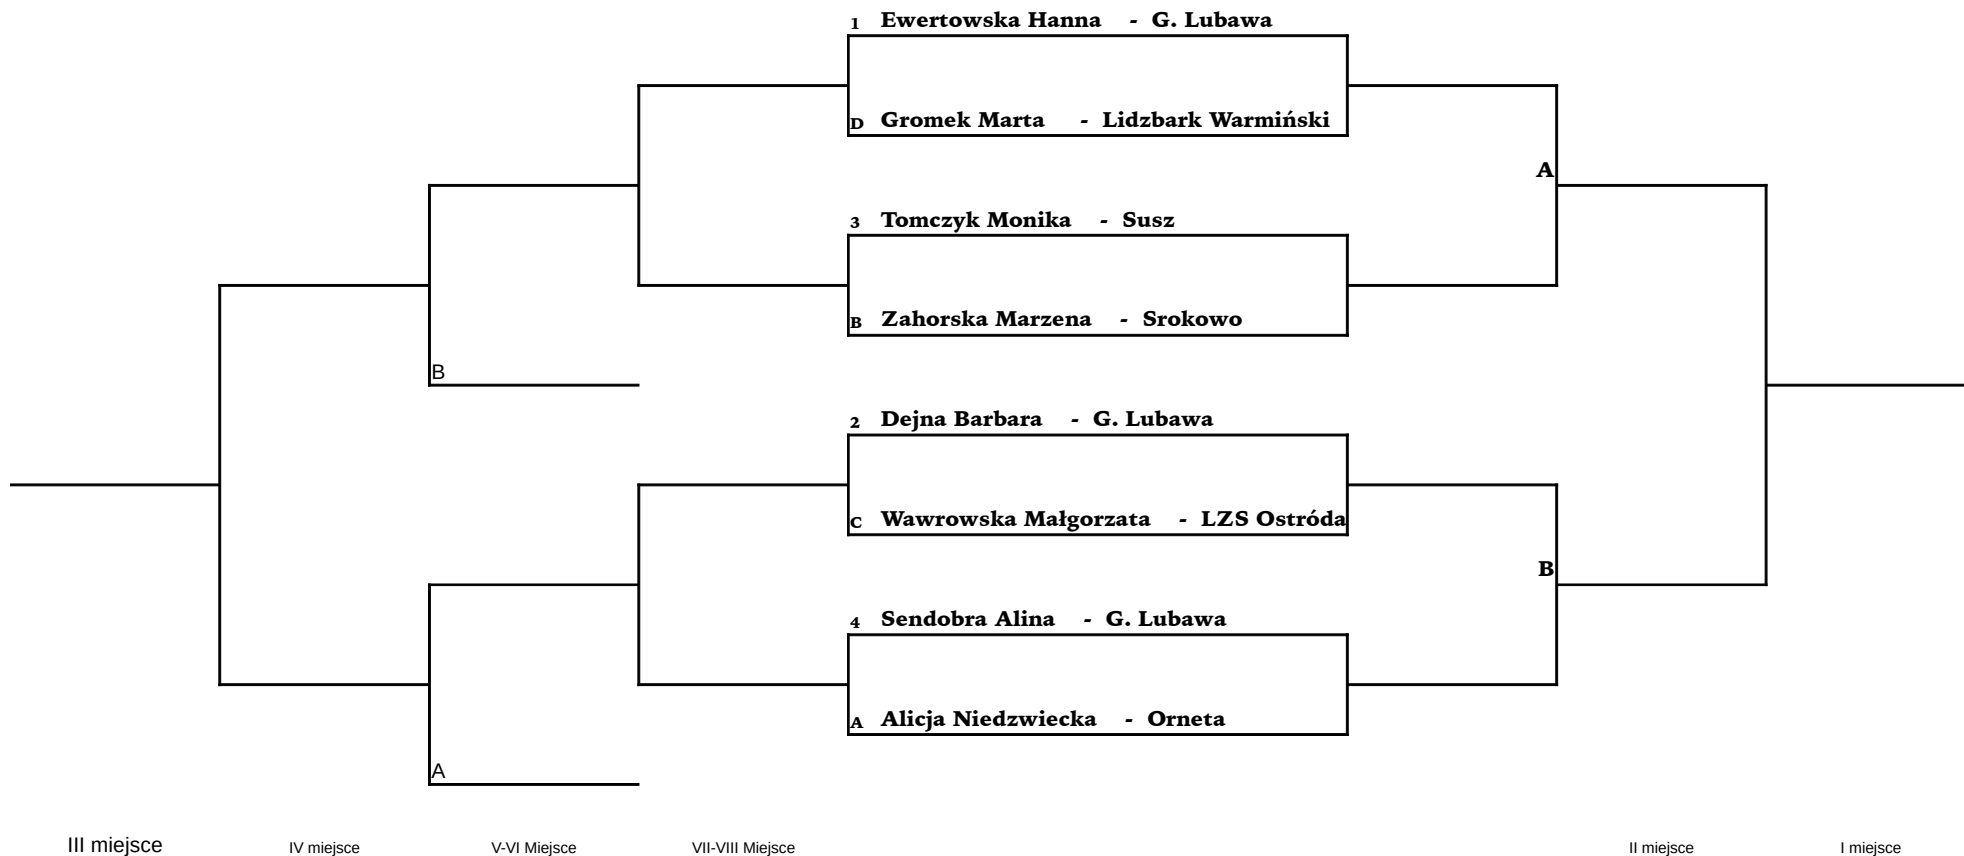 1 Ewertowska Hanna - G. Lubawa
D Gromek Marta - Lidzbark Warmiński
A
3 Tomczyk Monika - Susz
B Zahorska Marzena - Srokowo
B
2 Dejna Barbara - G. Lubawa
C Wawrowska Małgorzata - LZS Ostróda
B
4 Sendobra Alina - G. Lubawa
A Alicja Niedzwiecka - Orneta
A
III miejsce IV miejsce V-VI Miejsce VII-VIII Miejsce II miejsce I miejsce